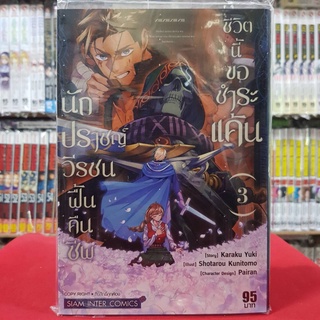 ชีวิต
นี้
ขอ
ชำระ
แค้น
3
นัก
ปราชญ์
วีรชน
ฟื้น
คืน
ชีพ
[Story] Karaku Yuki
[Illust] Shotarou Kunitomo
[Character Design] Pairan
SIAM INTER COMICS
95
บาท